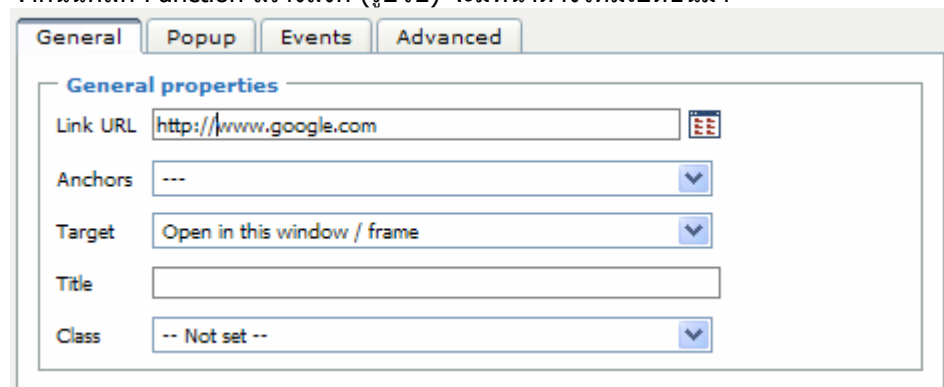 General Popup Events Advanced
General properties
Link URL http://www.google.com
Anchors ---
Target Open in this window / frame
Title
Class -- Not set --